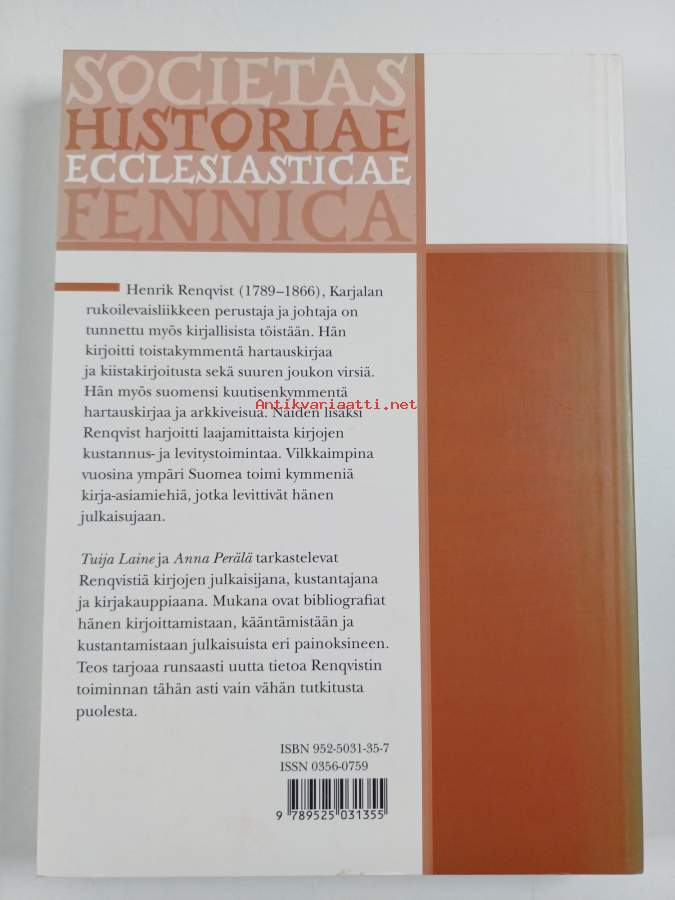 SOCIETAS
HISTORIAE
ECCLESIASTICAE
FENNICA
Henrik Renqvist (1789–1866), Karjalan
rukoilevaisliikkeen perustaja ja johtaja on
tunnettu myös kirjallisista töistään. Hän
kirjoitti toistakymmentä hartauskirjaa
ja kiistakirjoitusta sekä suuren joukon virsiä.
Hän myös suomensi kuutisenkymmentä
hartauskirjaa ja arkkiveisua. Näiden lisäksi
Antikvariaatti.net
Renqvist harjoitti laajamittaista kirjojen
kustannus- ja levitystoimintaa. Vilkkaimpina
vuosina ympäri Suomea toimi kymmeniä
kirja-asiamiehiä, jotka levittivät hänen
julkaisujaan.
Tuija Laine ja Anna Perälä tarkastelevat
Renqvistiä kirjojen julkaisijana, kustantajana
ja kirjakauppiaana. Mukana ovat bibliografiat
hänen kirjoittamistaan, kääntämistään ja
kustantamistaan julkaisuista eri painoksineen.
Teos tarjoaa runsaasti uutta tietoa Renqvistin
toiminnan tähän asti vain vähän tutkitusta
puolesta.
ISBN 952-5031-35-7
ISSN 0356-0759
9 789525 031355